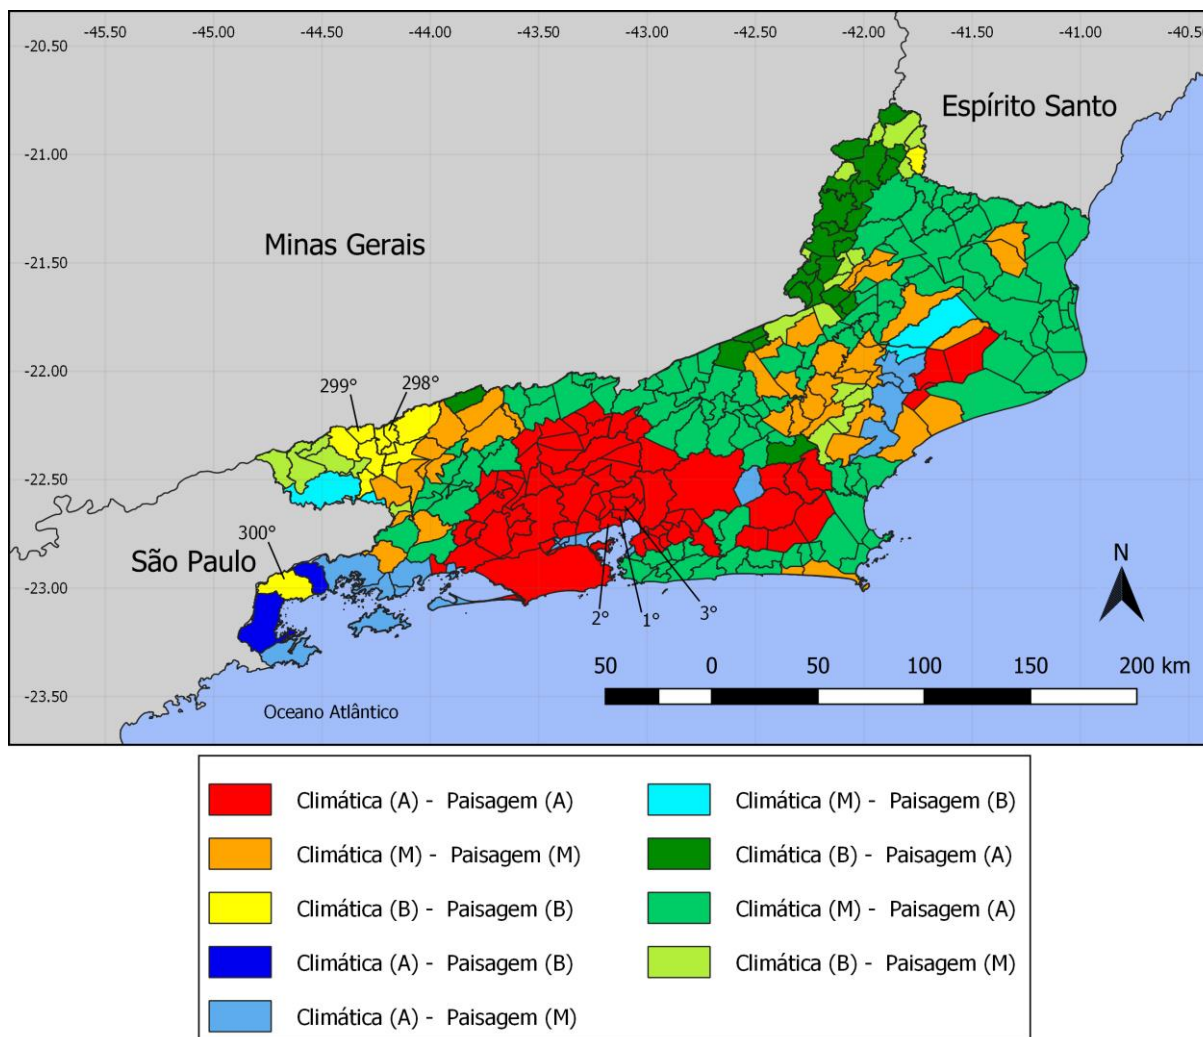 -45.50 -45.00 -44.50 -44.00 -43.50 -43.00 -42.50 -42.00 -41.50 -41.00 -40.50
-20.50
Espírito Santo
-21.00
Minas Gerais
-21.50
-22.00
299° 298°
-22.50
300°
São Paulo
N
-23.00
2° 1° 3°
50 0 50 100 150 200 km
-23.50
Oceano Atlântico
Climática (A) - Paisagem (A)
Climática (M) - Paisagem (B)
Climática (M) - Paisagem (M)
Climática (B) - Paisagem (A)
Climática (B) - Paisagem (B)
Climática (M) - Paisagem (A)
Climática (A) - Paisagem (B)
Climática (B) - Paisagem (M)
Climática (A) - Paisagem (M)